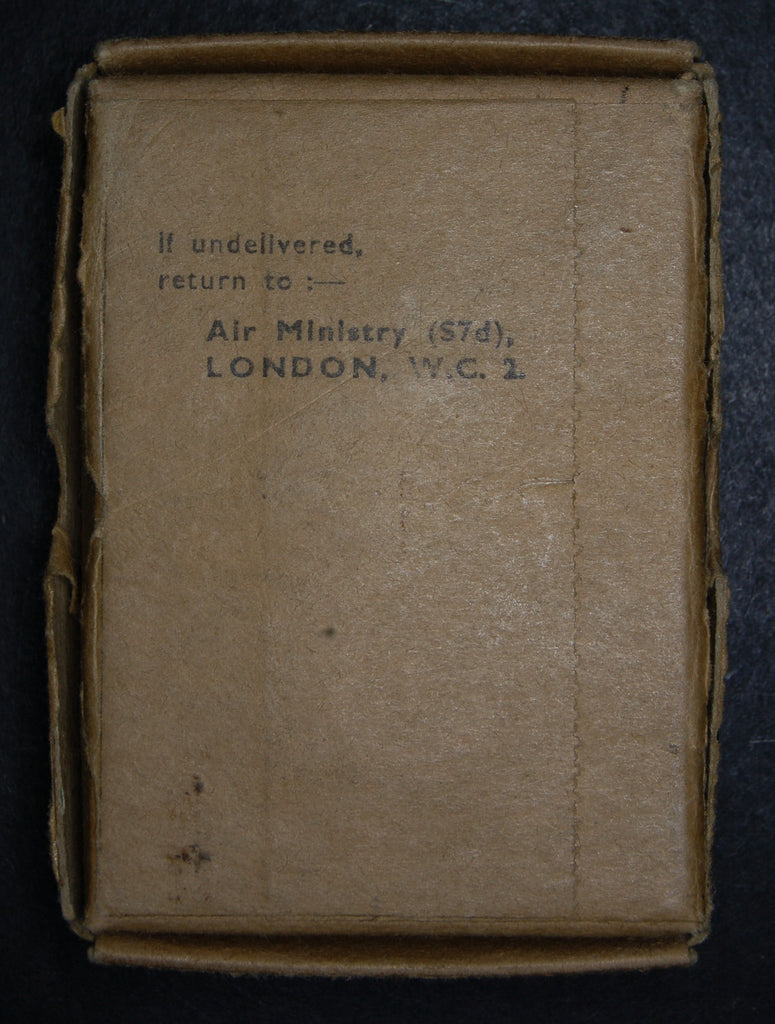 If undelivered,
return to :—
Air Ministry (S7d),
LONDON, W.C. 2.